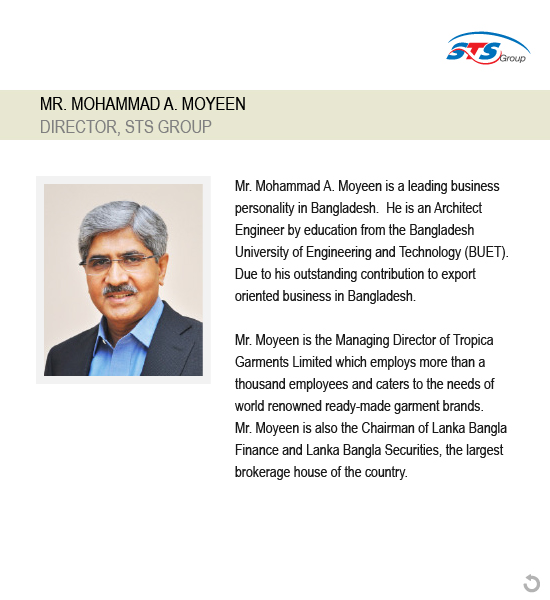 STS Group
MR. MOHAMMAD A. MOYEEN
DIRECTOR, STS GROUP
Mr. Mohammad A. Moyeen is a leading business
personality in Bangladesh.  He is an Architect
Engineer by education from the Bangladesh
University of Engineering and Technology (BUET).
Due to his outstanding contribution to export
oriented business in Bangladesh.
Mr. Moyeen is the Managing Director of Tropica
Garments Limited which employs more than a
thousand employees and caters to the needs of
world renowned ready-made garment brands.
Mr. Moyeen is also the Chairman of Lanka Bangla
Finance and Lanka Bangla Securities, the largest
brokerage house of the country.